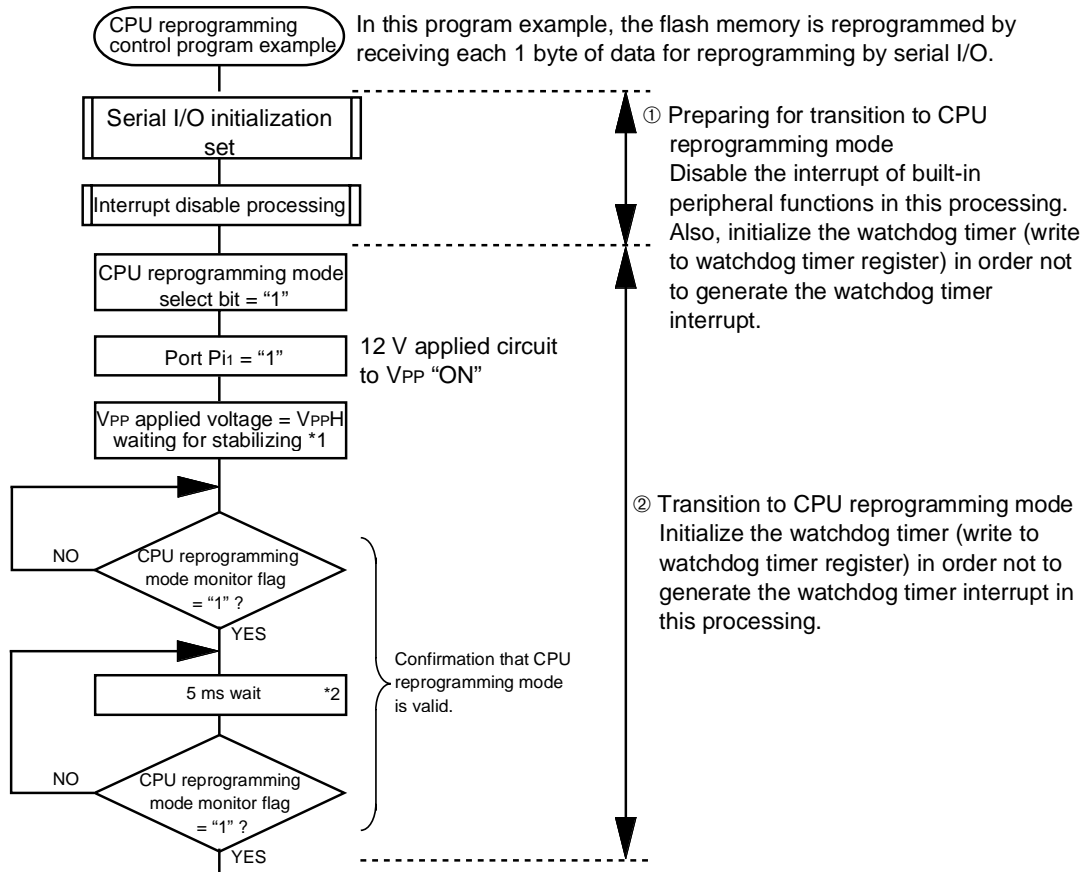 CPU reprogramming
control program example
In this program example, the flash memory is reprogrammed by
receiving each 1 byte of data for reprogramming by serial I/O.
Serial I/O initialization
set
Interrupt disable processing
① Preparing for transition to CPU
reprogramming mode
Disable the interrupt of built-in
peripheral functions in this processing.
Also, initialize the watchdog timer (write
to watchdog timer register) in order not
to generate the watchdog timer
interrupt.
CPU reprogramming mode
select bit = “1”
Port Pi1 = “1”
12 V applied circuit
to VPP “ON”
VPP applied voltage = VPPH
waiting for stabilizing *1
NO
CPU reprogramming
mode monitor flag
= “1” ?
YES
② Transition to CPU reprogramming mode
Initialize the watchdog timer (write to
watchdog timer register) in order not to
generate the watchdog timer interrupt in
this processing.
Confirmation that CPU
reprogramming mode
is valid.
5 ms wait *2
NO
CPU reprogramming
mode monitor flag
= “1” ?
YES